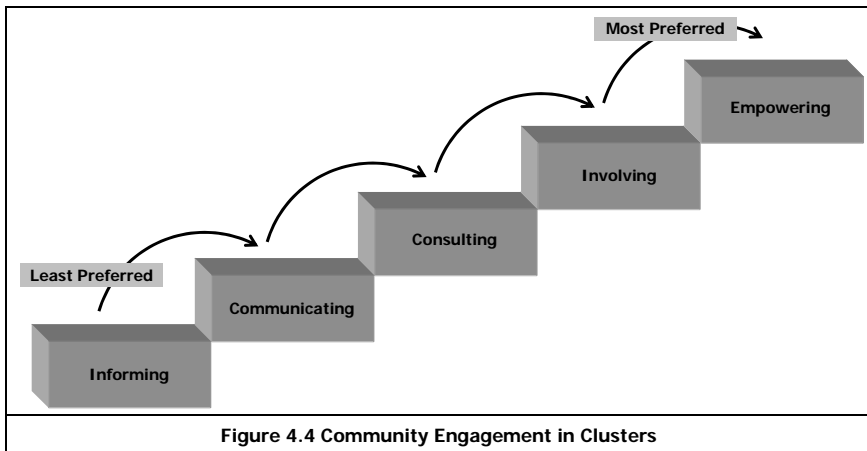 Most Preferred
Empowering
Involving
Consulting
Least Preferred
Communicating
Informing
Figure 4.4 Community Engagement in Clusters